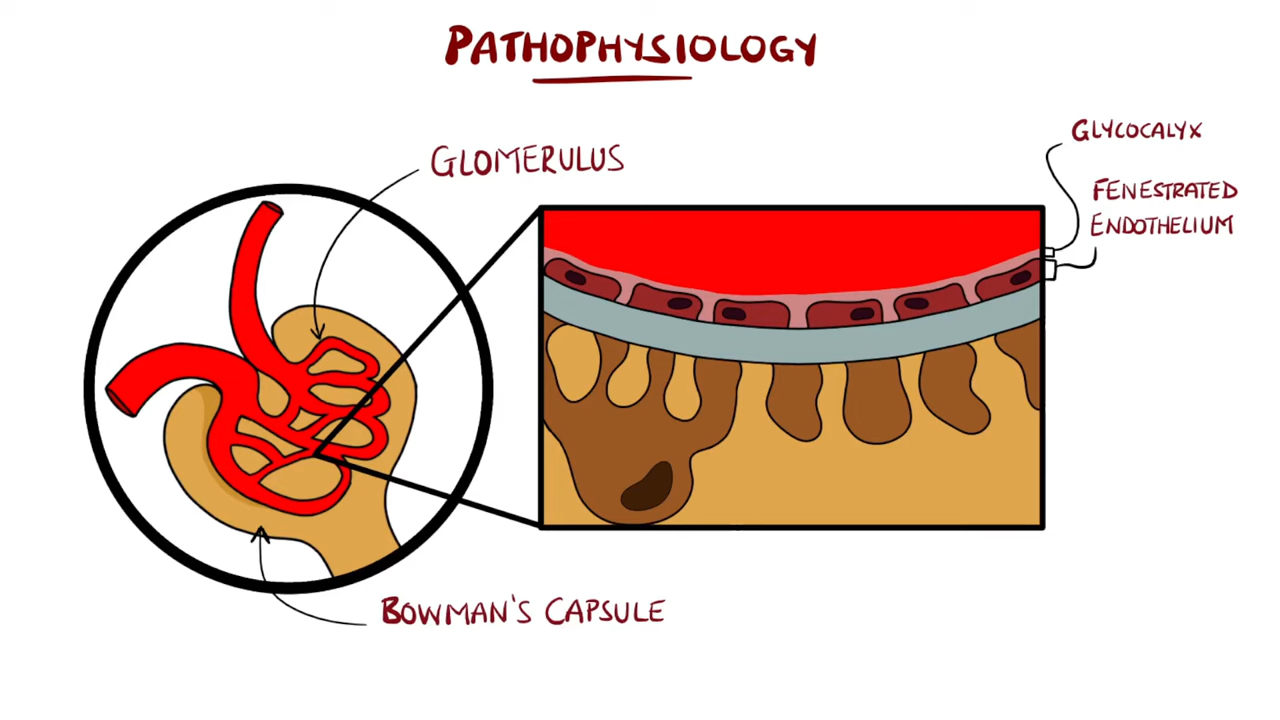 PATHOPHYSIOLOGY
GLOMERULUS
GLYCOCALYX
FENESTRATED
ENDOTHELIUM
BOWMAN'S CAPSULE